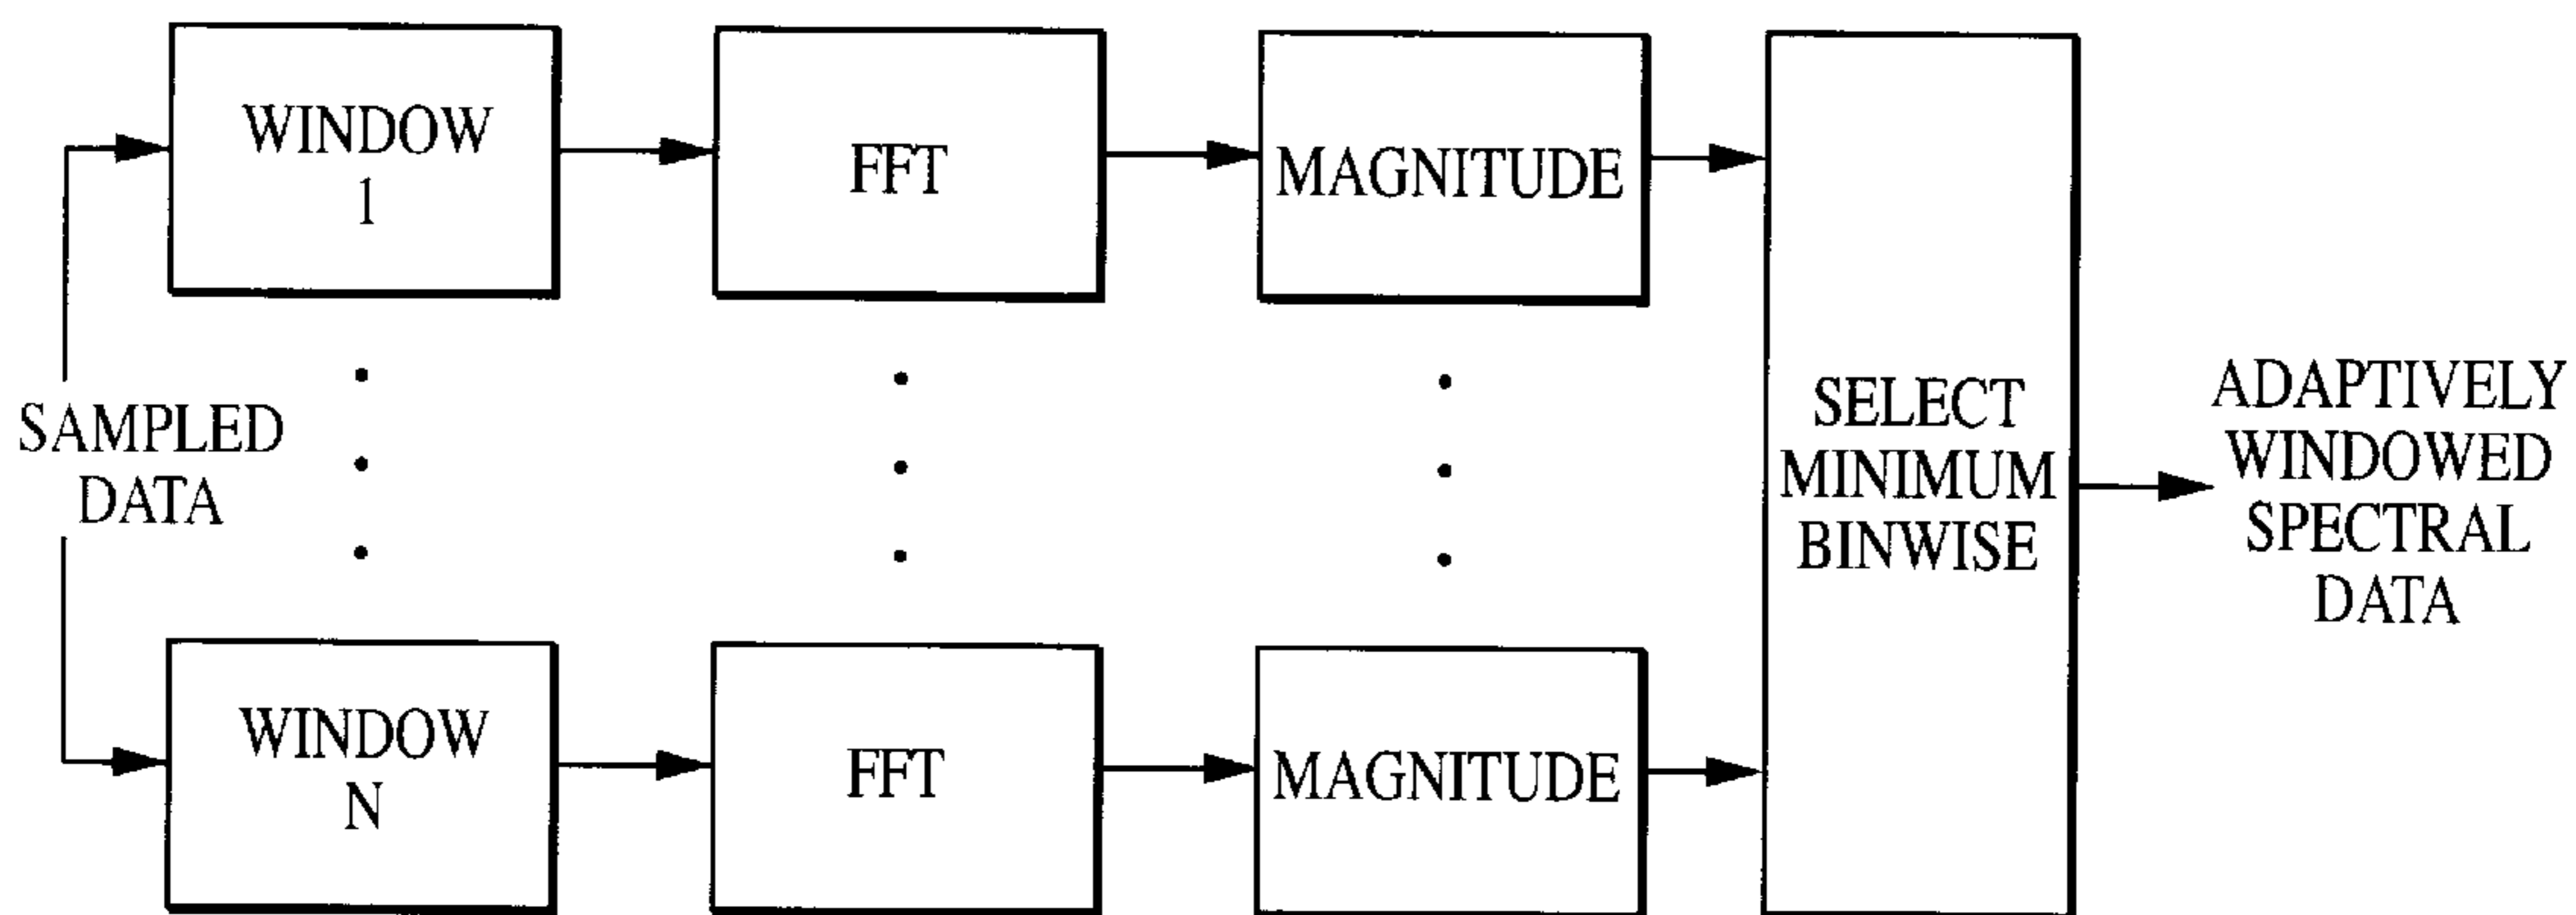 WINDOW
1
FFT
MAGNITUDE
SAMPLED
DATA
WINDOW
N
FFT
MAGNITUDE
SELECT
MINIMUM
BINWISE
ADAPTIVELY
WINDOWED
SPECTRAL
DATA